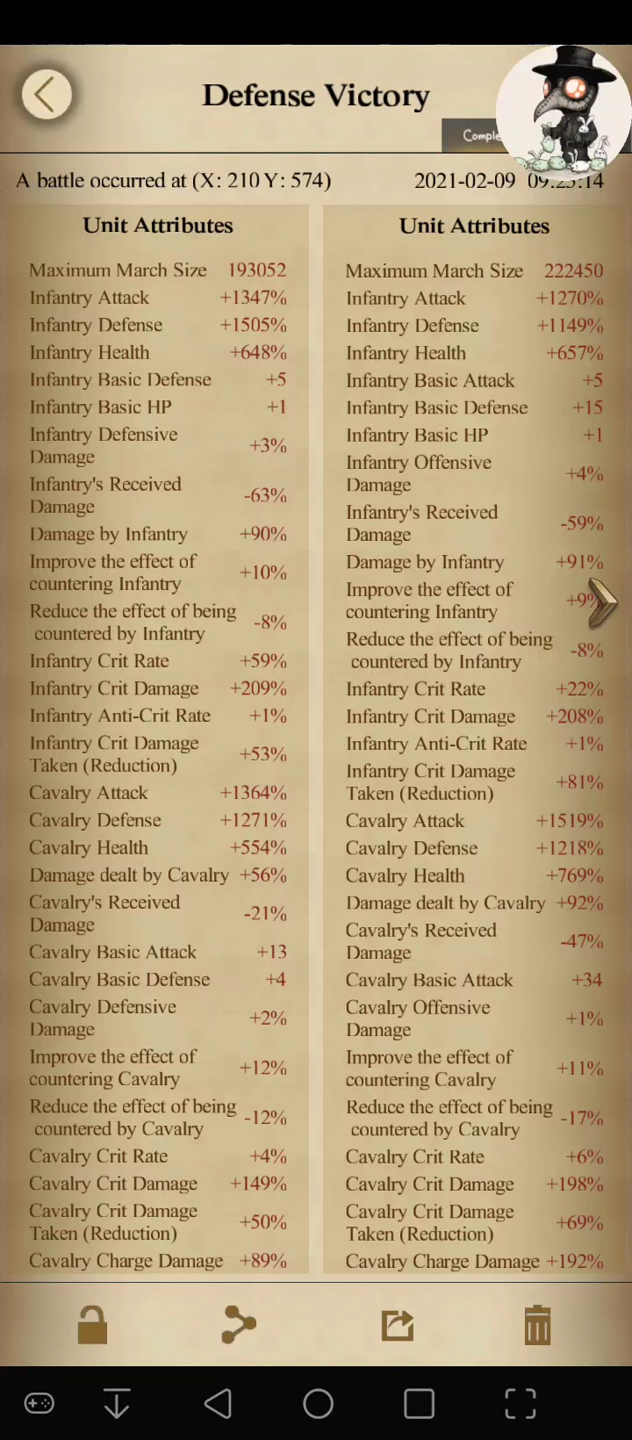 Defense Victory
A battle occurred at (X: 210 Y: 574)
2021-02-09
Unit Attributes
Maximum March Size 193052
Infantry Attack +1347%
Infantry Defense +1505%
Infantry Health +648%
Infantry Basic Defense +5
Infantry Basic HP +1
Infantry Defensive
Damage +3%
Infantry's Received
Damage -63%
Damage by Infantry +90%
Improve the effect of
countering Infantry +10%
Reduce the effect of being
countered by Infantry -8%
Infantry Crit Rate +59%
Infantry Crit Damage +209%
Infantry Anti-Crit Rate +1%
Infantry Crit Damage
Taken (Reduction) +53%
Cavalry Attack +1364%
Cavalry Defense +1271%
Cavalry Health +554%
Damage dealt by Cavalry +56%
Cavalry's Received
Damage -21%
Cavalry Basic Attack +13
Cavalry Basic Defense +4
Cavalry Defensive
Damage +2%
Improve the effect of
countering Cavalry +12%
Reduce the effect of being
countered by Cavalry -12%
Cavalry Crit Rate +4%
Cavalry Crit Damage +149%
Cavalry Crit Damage
Taken (Reduction) +50%
Cavalry Charge Damage +89%
Unit Attributes
Maximum March Size 222450
Infantry Attack +1270%
Infantry Defense +1149%
Infantry Health +657%
Infantry Basic Attack +5
Infantry Basic Defense +15
Infantry Basic HP +1
Infantry Offensive
Damage +4%
Infantry's Received
Damage -59%
Damage by Infantry +91%
Improve the effect of
countering Infantry +9%
Reduce the effect of being
countered by Infantry -8%
Infantry Crit Rate +22%
Infantry Crit Damage +208%
Infantry Anti-Crit Rate +1%
Infantry Crit Damage
Taken (Reduction) +81%
Cavalry Attack +1519%
Cavalry Defense +1218%
Cavalry Health +769%
Damage dealt by Cavalry +92%
Cavalry's Received
Damage -47%
Cavalry Basic Attack +34
Cavalry Offensive
Damage +1%
Improve the effect of
countering Cavalry +11%
Reduce the effect of being
countered by Cavalry -17%
Cavalry Crit Rate +6%
Cavalry Crit Damage +198%
Cavalry Crit Damage
Taken (Reduction) +69%
Cavalry Charge Damage +192%